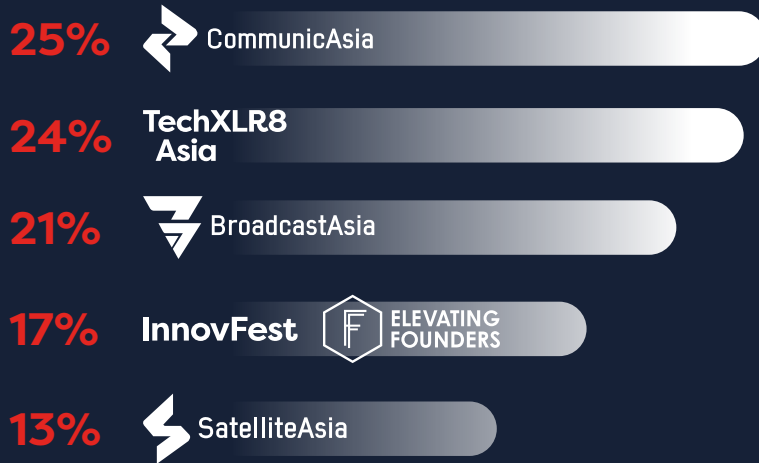 25% CommunicAsia
24% TechXLR8
Asia
21% BroadcastAsia
17% InnovFest ELEVATING
FOUNDERS
13% SatelliteAsia